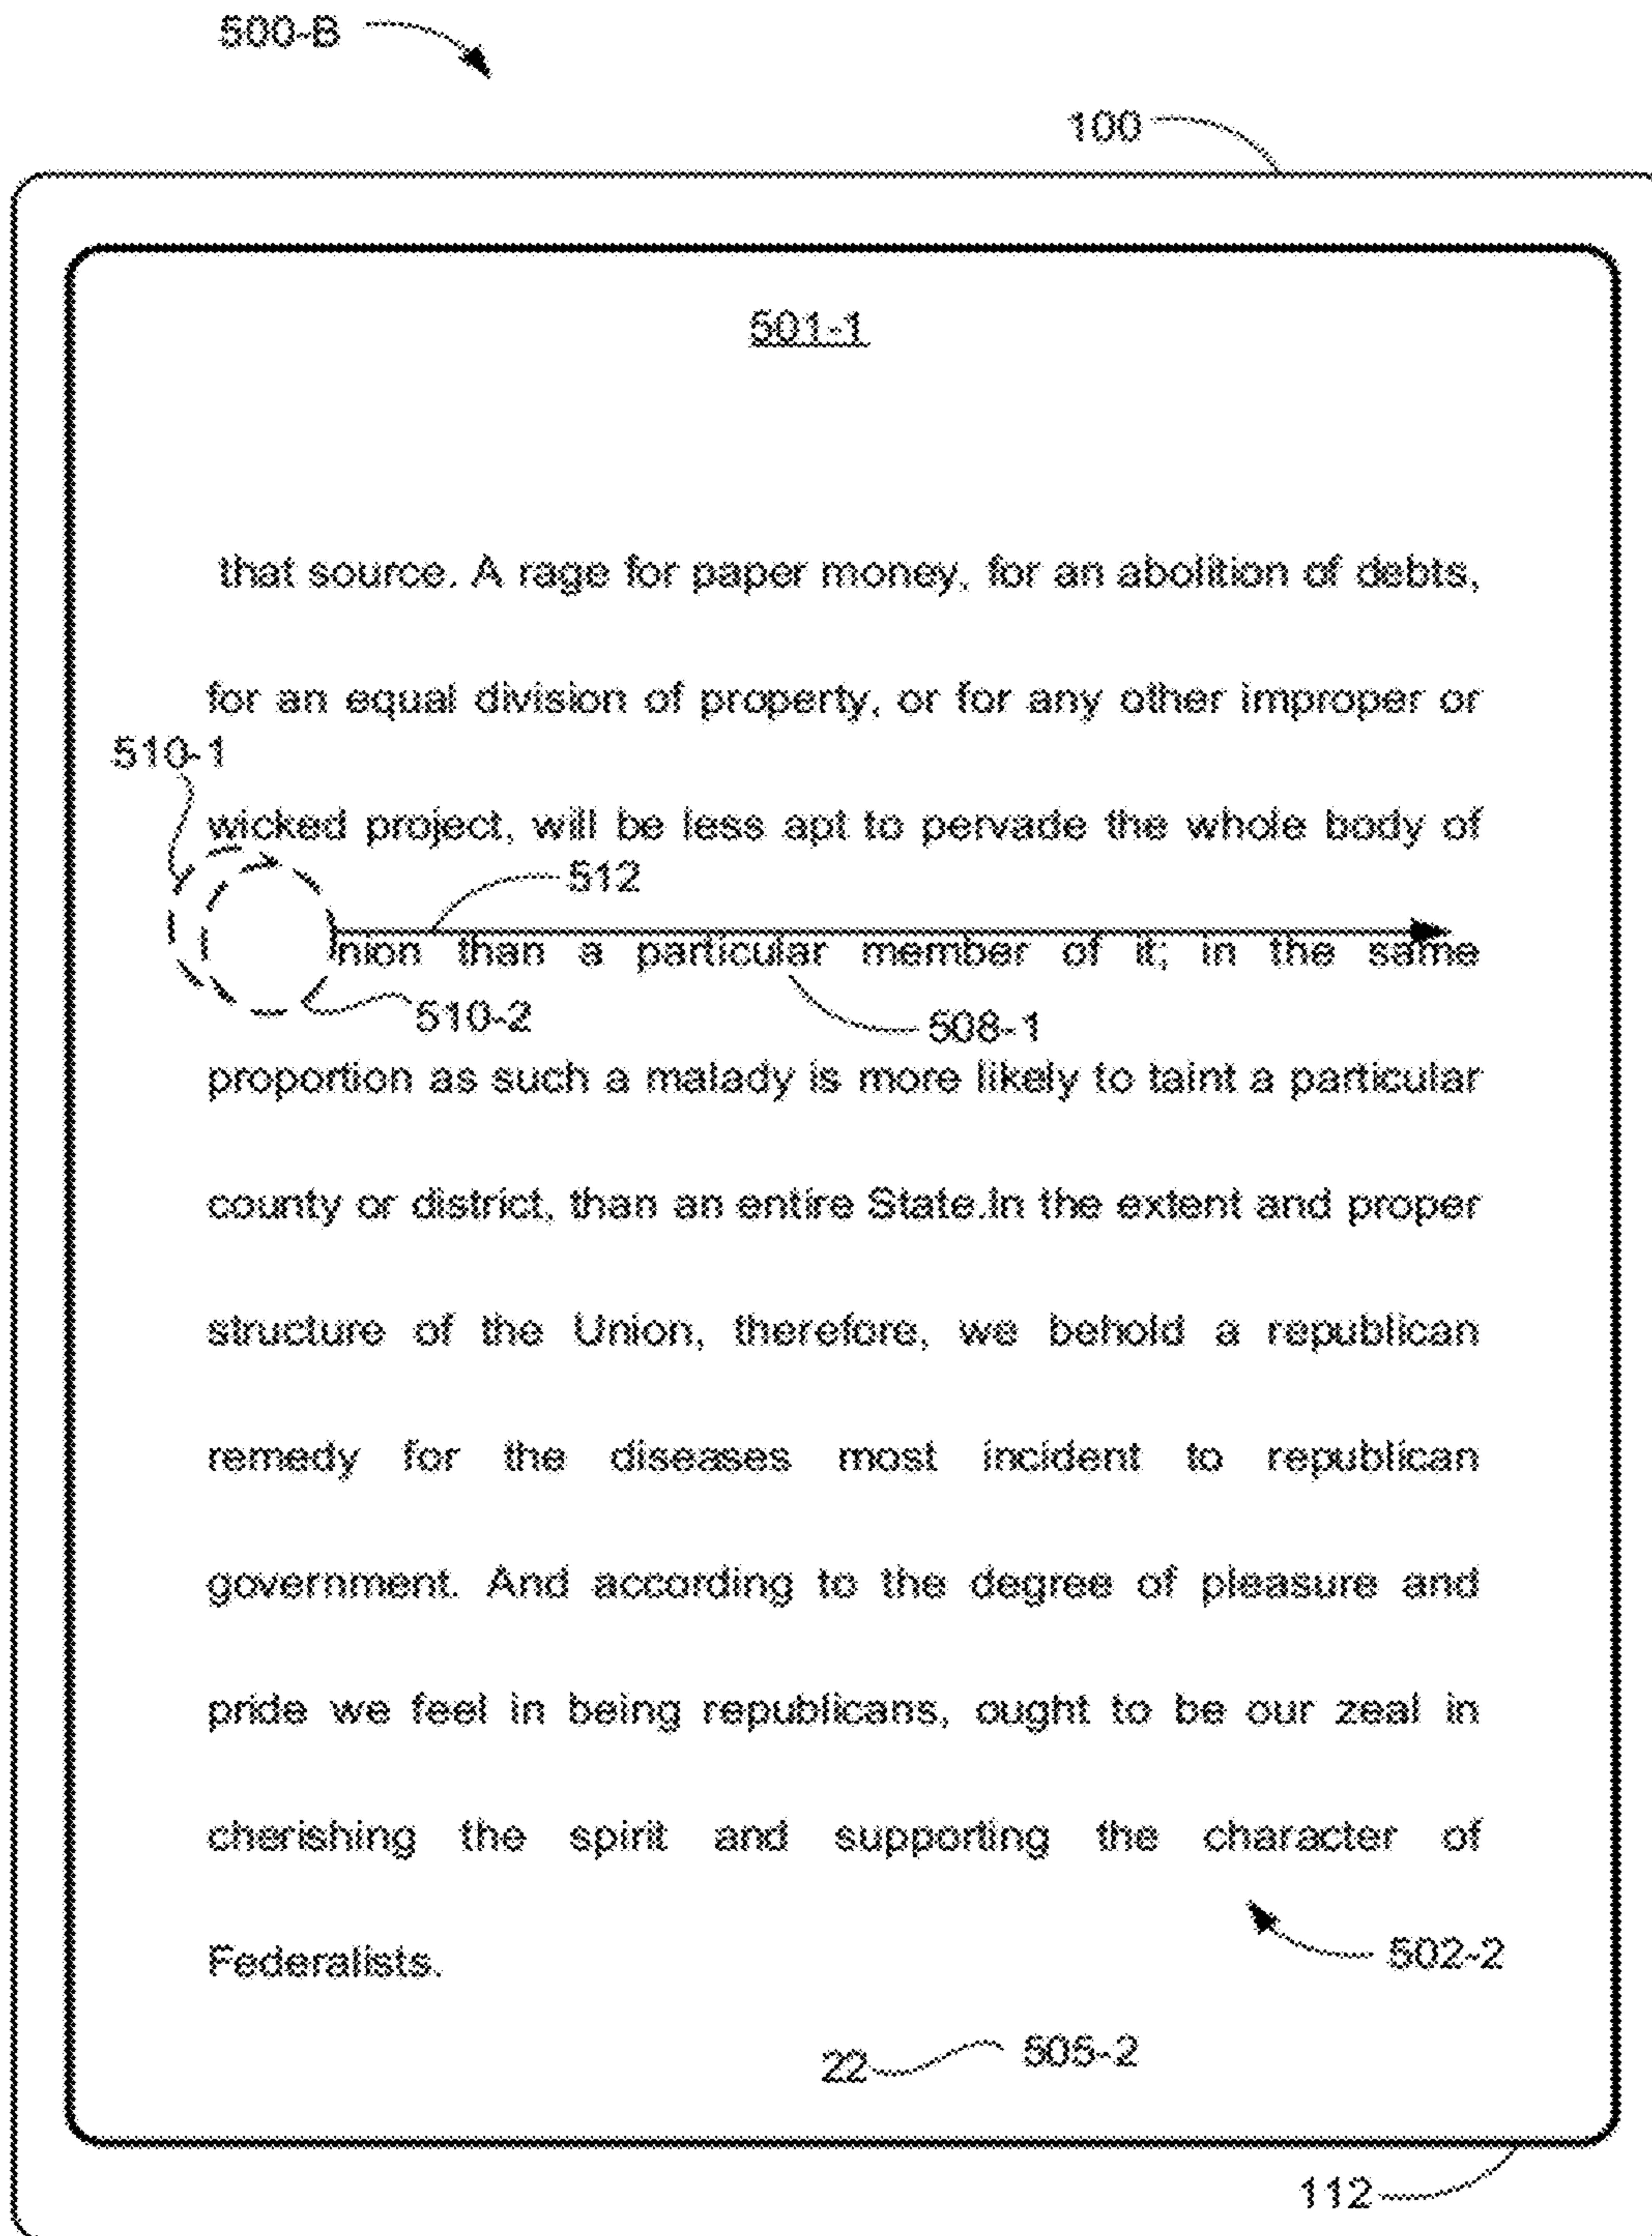 500-B
100
501-1
that source. A rage for paper money, for an abolition of debts,
for an equal division of property, or for any other improper or
510-1
wicked project, will be less apt to pervade the whole body of
512
nion than a particular member of it; in the same
510-2
508-1
proportion as such a malady is more likely to taint a particular
county or district, than an entire State.In the extent and proper
structure of the Union, therefore, we behold a republican
remedy for the diseases most incident to republican
government. And according to the degree of pleasure and
pride we feel in being republicans, ought to be our zeal in
cherishing the spirit and supporting the character of
502-2
Federalists.
22 505-2
112